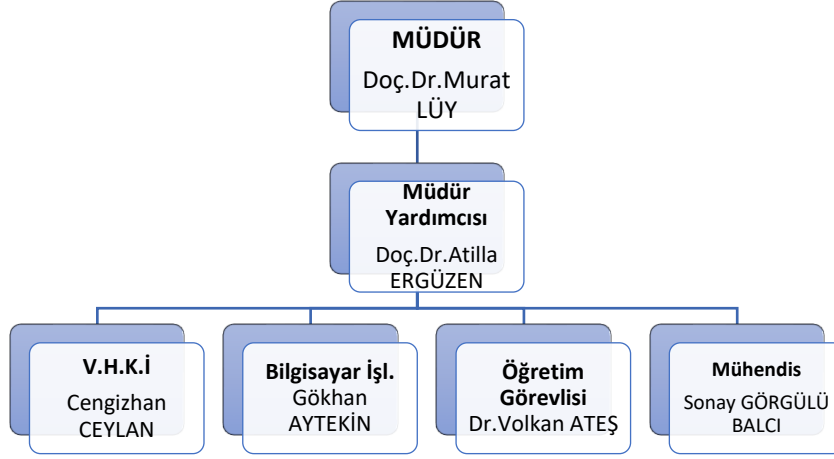 MÜDÜR
Doç.Dr.Murat
LÜY
Müdür
Yardımcısı
Doç.Dr.Atilla
ERGÜZEN
V.H.K.İ
Cengizhan
CEYLAN
Bilgisayar İşl.
Gökhan
AYTEKİN
Öğretim
Görevlisi
Dr.Volkan ATEŞ
Mühendis
Sonay GÖRGÜLÜ
BALCI